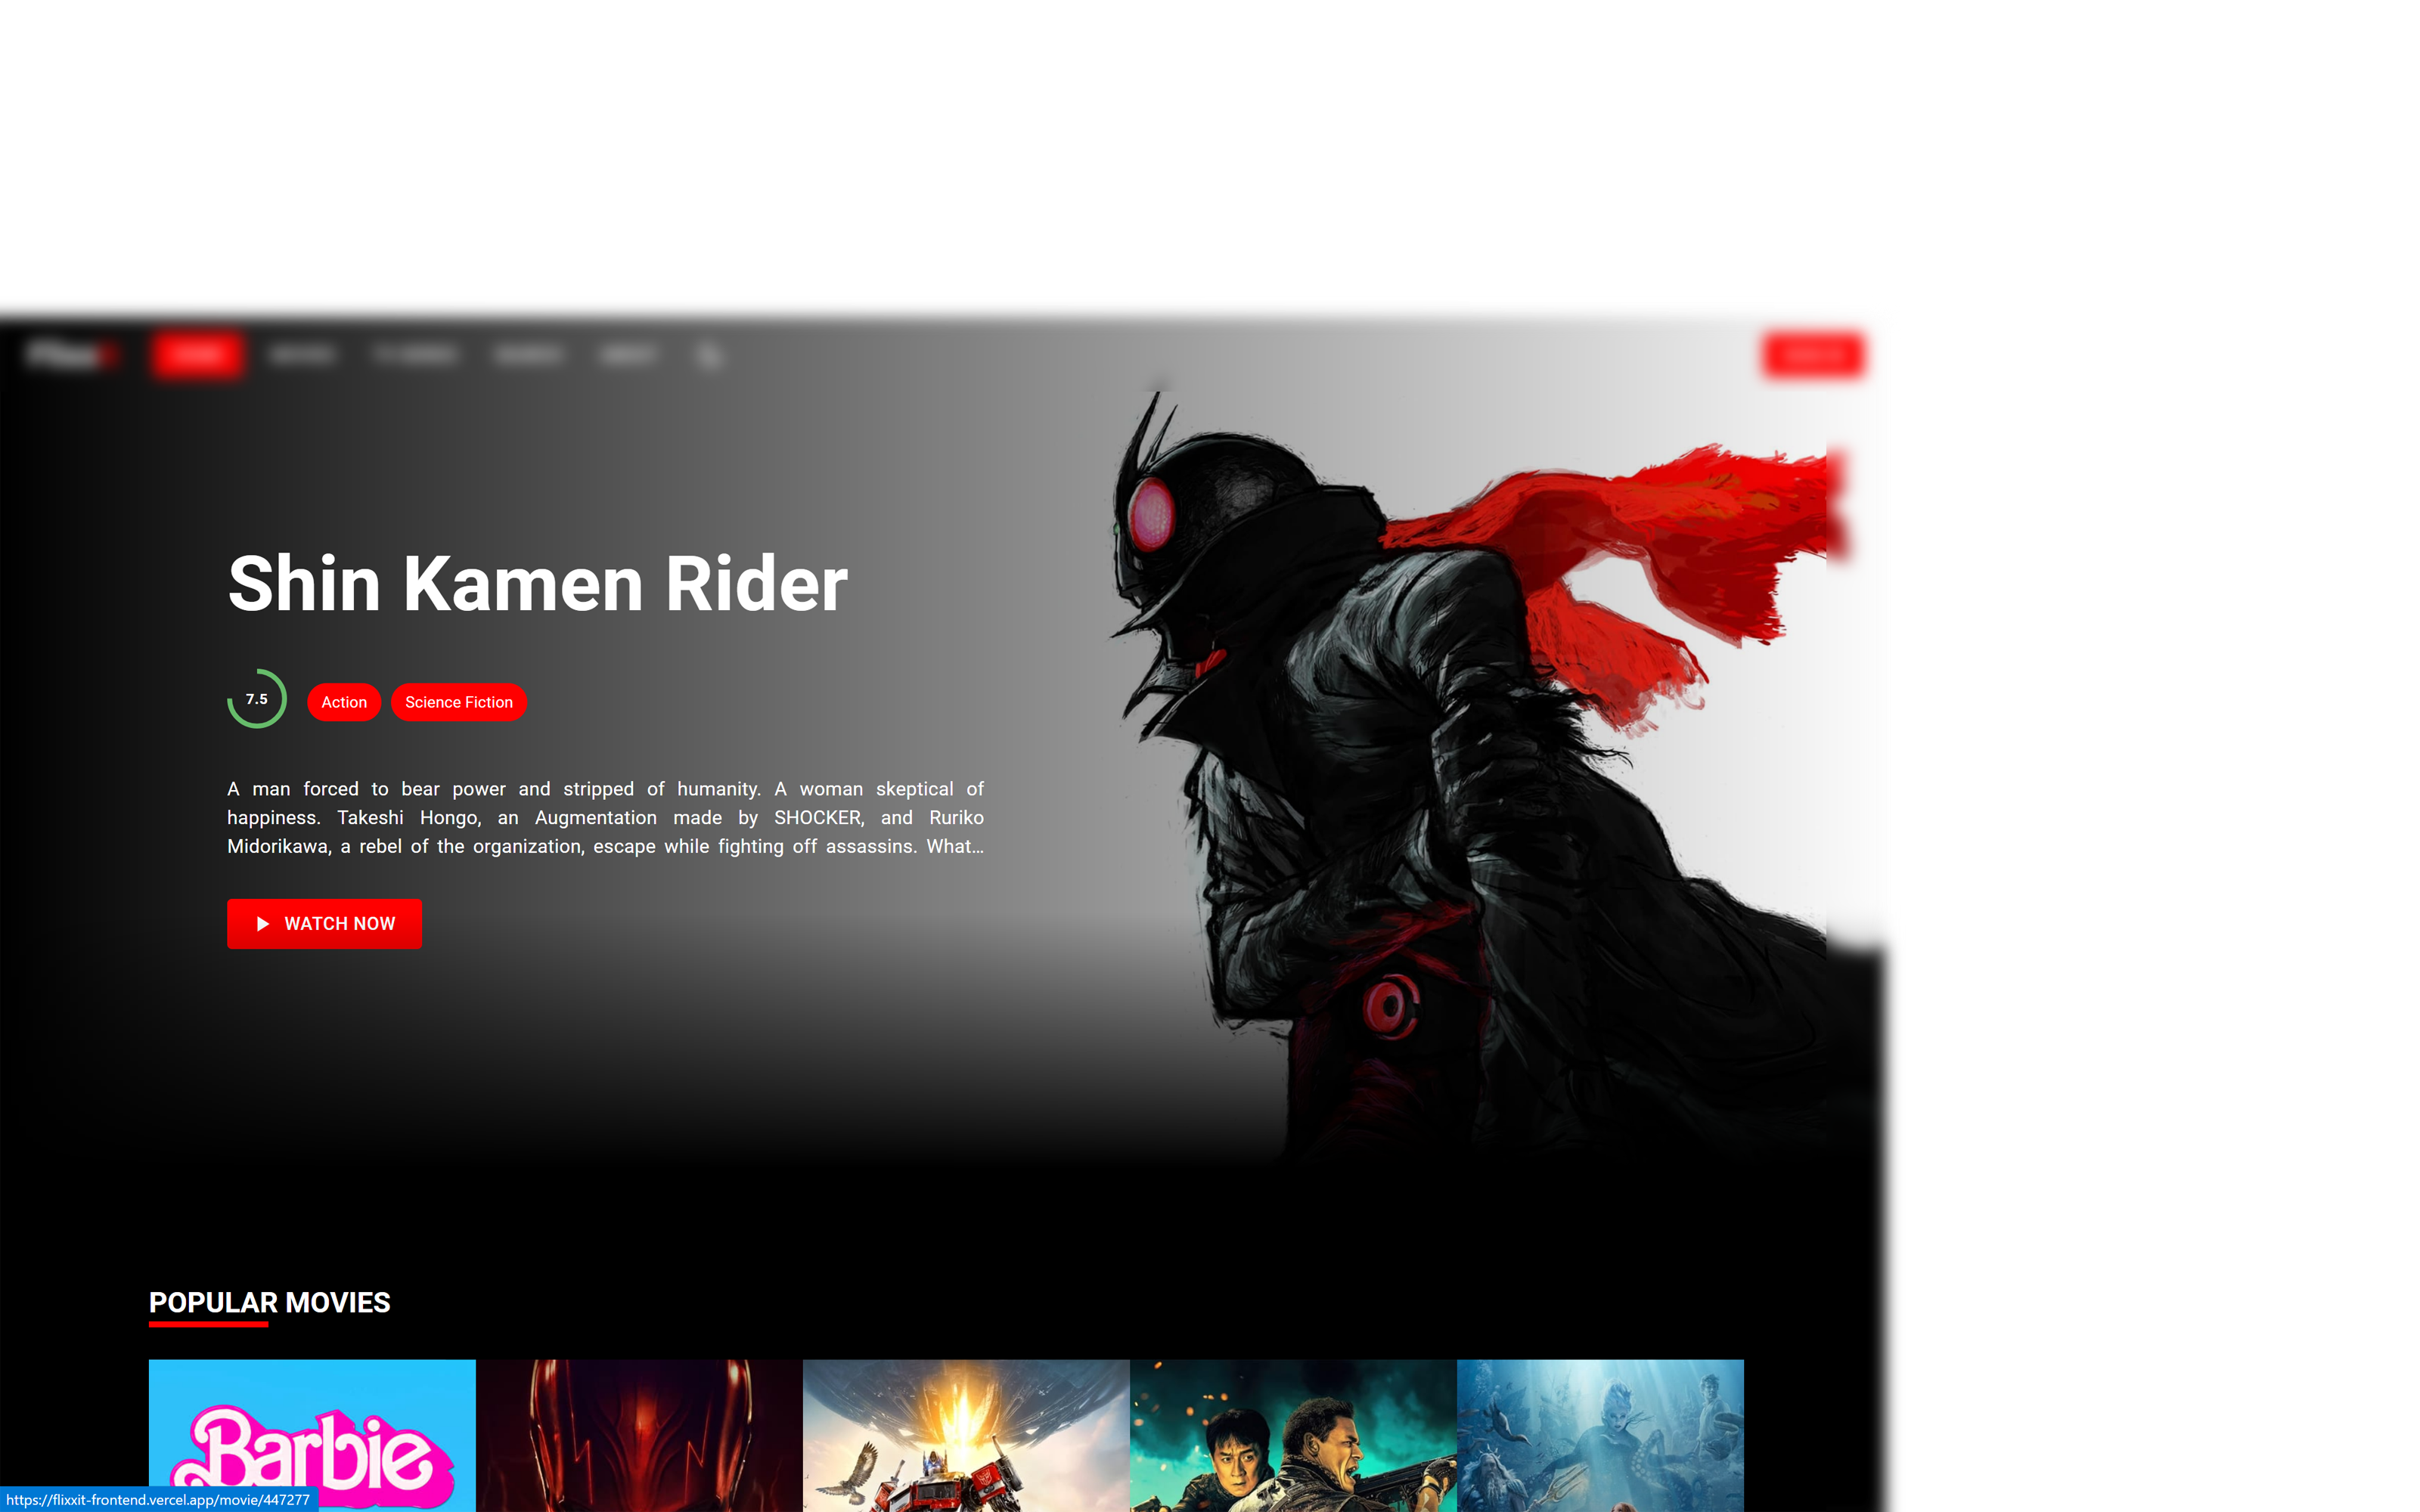 Shin Kamen Rider
7.5
Action
Science Fiction
A man forced to bear power and stripped of humanity. A woman skeptical of
happiness. Takeshi Hongo, an Augmentation made by SHOCKER, and Ruriko
Midorikawa, a rebel of the organization, escape while fighting off assassins. What...
WATCH NOW
POPULAR MOVIES
Barbie
https://flixxit-frontend.vercel.app/movie/447277